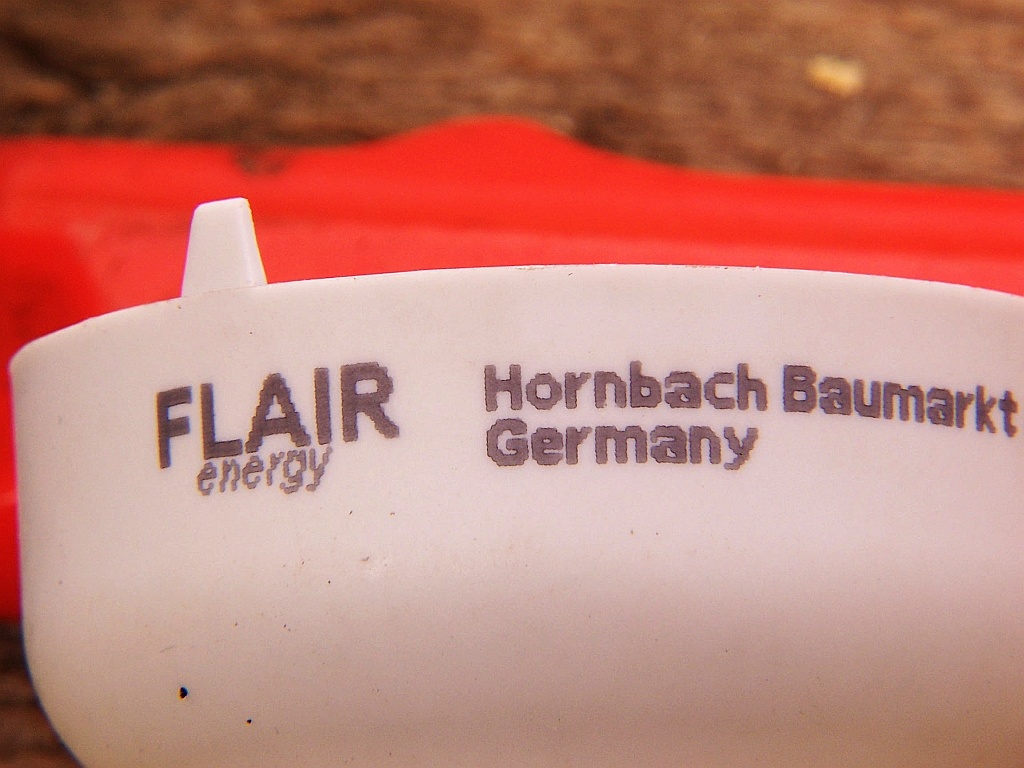 FLAIR
energy
Hornbach Baumarkt
Germany